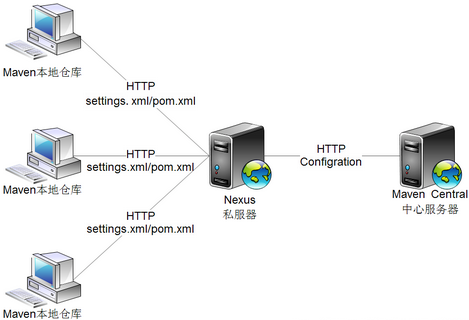 Maven本地仓库
HTTP
settings. xml/pom.xml
Maven本地仓库
HTTP
settings.xml/pom.xml
Nexus
私服器
HTTP
Configration
Maven Central
中心服务器
HTTP
settings.xml/pom.xml
Maven本地仓库